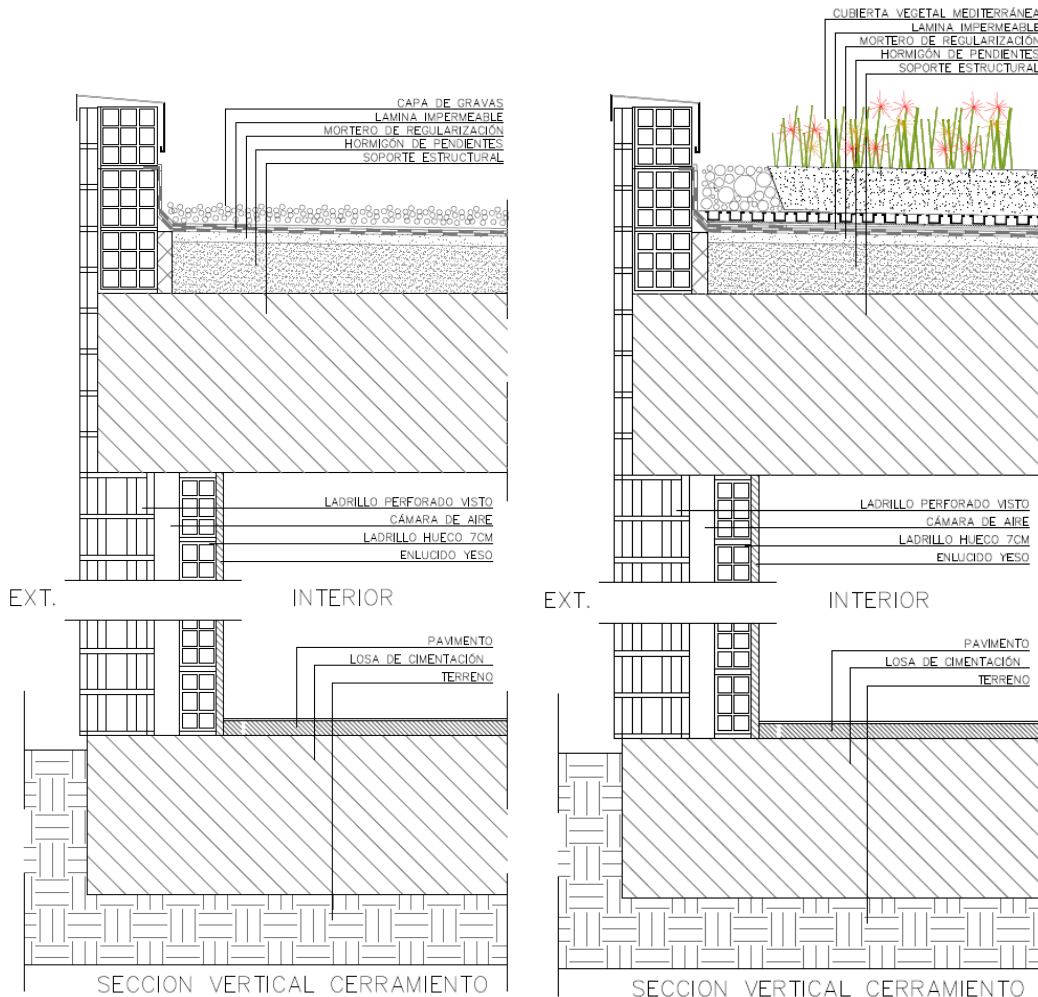 CAPA DE GRAVAS
LAMINA IMPERMEABLE
MORTERO DE REGULARIZACIÓN
HORMIGÓN DE PENDIENTES
SOPORTE ESTRUCTURAL
LADRILLO PERFORADO VISTO
CÁMARA DE AIRE
LADRILLO HUECO 7CM
ENLUCIDO YESO
EXT.
INTERIOR
PAVIMENTO
LOSA DE CIMENTACIÓN
TERRENO
SECCION VERTICAL CERRAMIENTO
CUBIERTA VEGETAL MEDITERRÁNEA
LAMINA IMPERMEABLE
MORTERO DE REGULARIZACIÓN
HORMIGÓN DE PENDIENTES
SOPORTE ESTRUCTURAL
LADRILLO PERFORADO VISTO
CÁMARA DE AIRE
LADRILLO HUECO 7CM
ENLUCIDO YESO
EXT.
INTERIOR
PAVIMENTO
LOSA DE CIMENTACIÓN
TERRENO
SECCION VERTICAL CERRAMIENTO